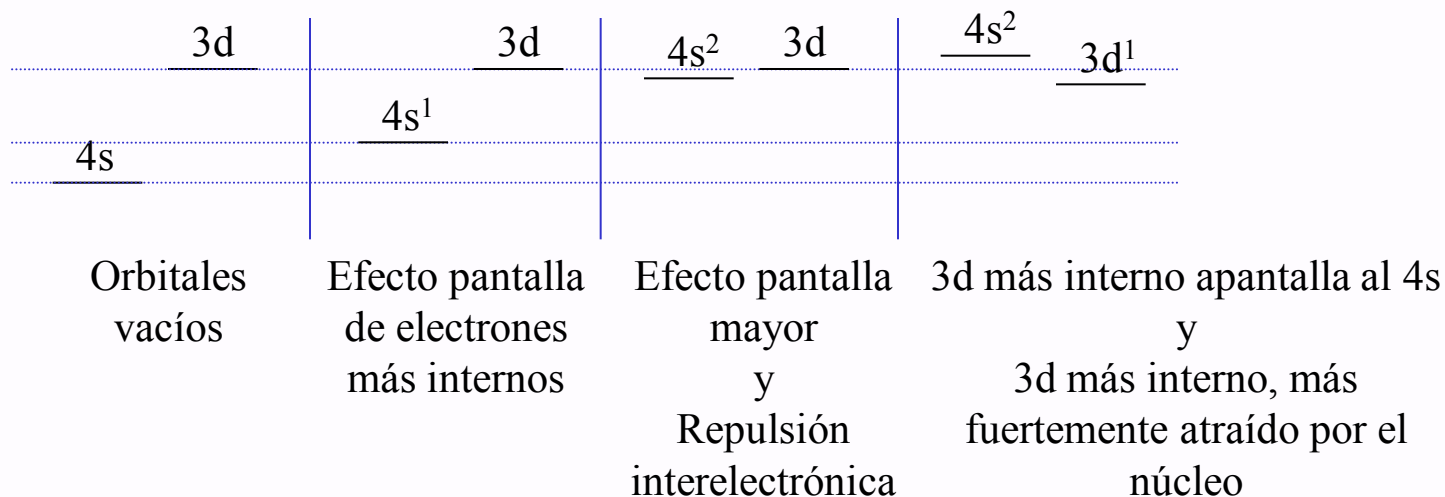 3d
4s
3d
4s¹
4s² 3d
4s²
3d¹
Orbitales
vacíos
Efecto pantalla
de electrones
más internos
Efecto pantalla
mayor
y
Repulsión
interelectrónica
3d más interno apantalla al 4s
y
3d más interno, más
fuertemente atraído por el
núcleo